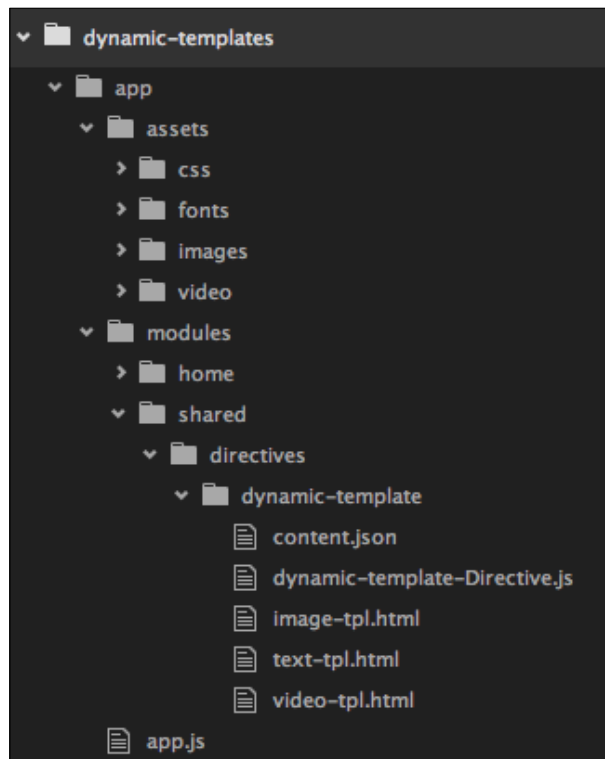 dynamic-templates
app
assets
css
fonts
images
video
modules
home
shared
directives
dynamic-template
content.json
dynamic-template-Directive.js
image-tpl.html
text-tpl.html
video-tpl.html
app.js